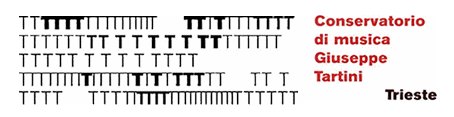 Conservatorio
di musica
Giuseppe
Tartini
Trieste